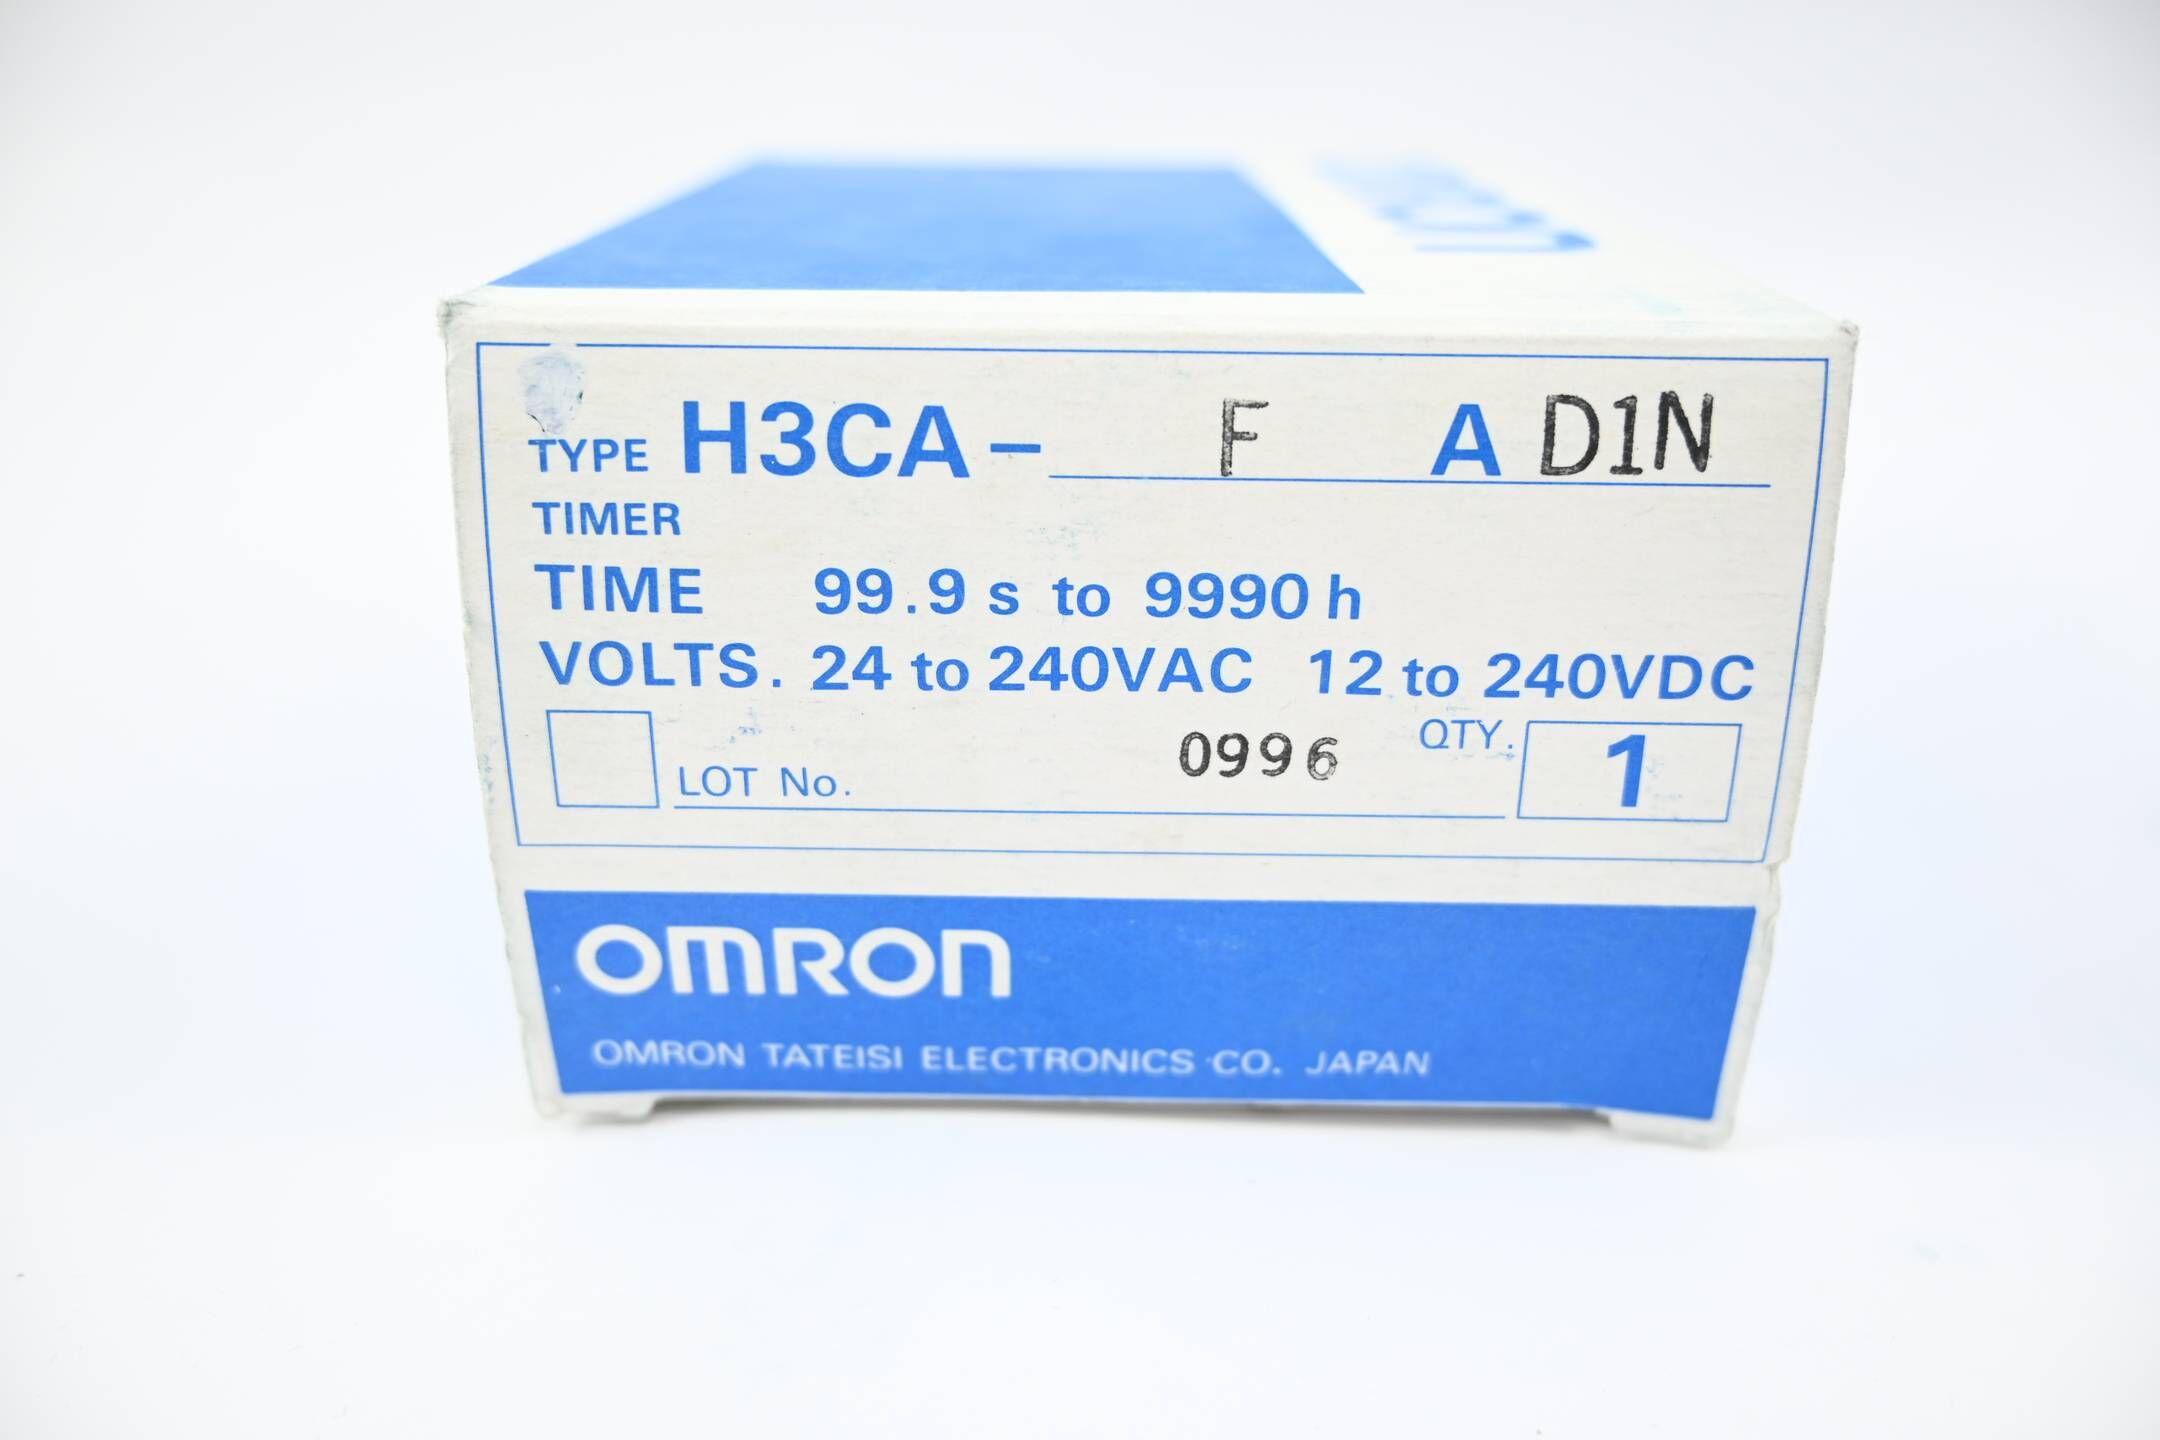 TYPE H3CA- F A D1N
TIMER
TIME 99.9 s to 9990 h
VOLTS. 24 to 240VAC 12 to 240VDC
LOT No. 0996 QTY. 1
OMRON
OMRON TATEISI ELECTRONICS CO. JAPAN